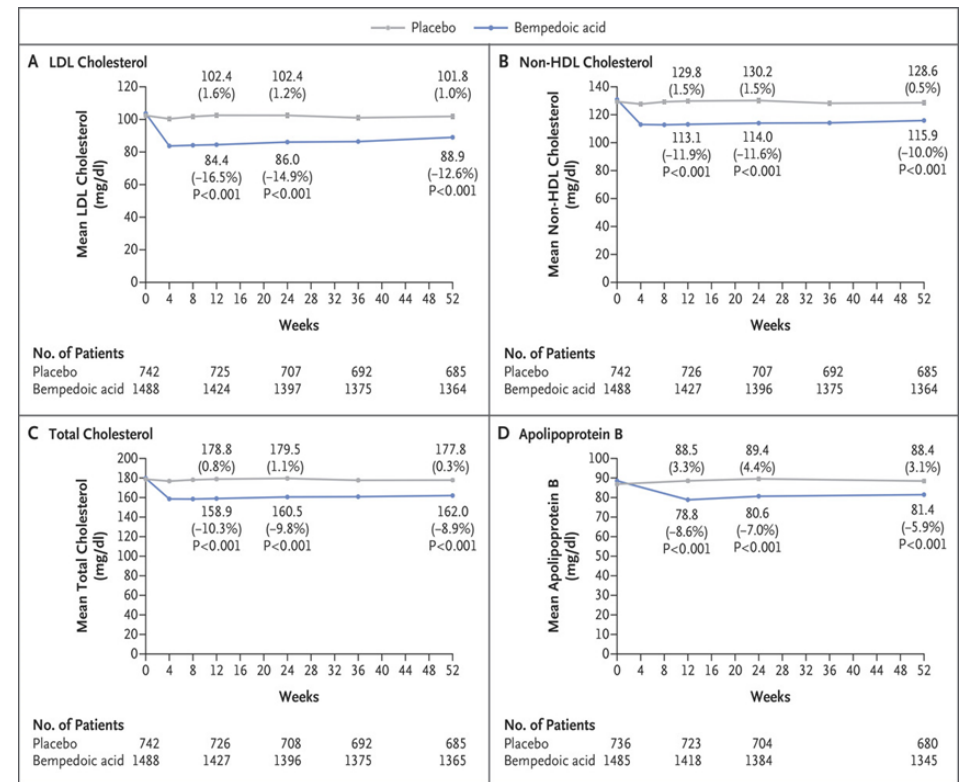 Placebo Bempedoic acid
A LDL Cholesterol
102.4 102.4 101.8
(1.6%) (1.2%) (1.0%)
120
100
80
60
40
20
0
84.4 86.0 88.9
(−16.5%) (−14.9%) (−12.6%)
P<0.001 P<0.001 P<0.001
Mean LDL Cholesterol
(mg/dl)
0 4 8 12 16 20 24 28 32 36 40 44 48 52
Weeks
No. of Patients
Placebo 742 725 707 692 685
Bempedoic acid 1488 1424 1397 1375 1364
B Non-HDL Cholesterol
129.8 130.2 128.6
(1.5%) (1.5%) (0.5%)
140
120
100
80
60
40
20
0
113.1 114.0 115.9
(−11.9%) (−11.6%) (−10.0%)
P<0.001 P<0.001 P<0.001
Mean Non-HDL Cholesterol
(mg/dl)
0 4 8 12 16 20 24 28 32 36 40 44 48 52
Weeks
No. of Patients
Placebo 742 726 707 692 685
Bempedoic acid 1488 1427 1396 1375 1364
C Total Cholesterol
178.8 179.5 177.8
(0.8%) (1.1%) (0.3%)
200
180
160
140
120
100
80
60
40
20
0
158.9 160.5 162.0
(−10.3%) (−9.8%) (−8.9%)
P<0.001 P<0.001 P<0.001
Mean Total Cholesterol
(mg/dl)
0 4 8 12 16 20 24 28 32 36 40 44 48 52
Weeks
No. of Patients
Placebo 742 726 708 692 685
Bempedoic acid 1488 1427 1396 1375 1365
D Apolipoprotein B
88.5 89.4 88.4
(3.3%) (4.4%) (3.1%)
100
90
80
70
60
50
40
30
20
10
0
78.8 80.6 81.4
(−8.6%) (−7.0%) (−5.9%)
P<0.001 P<0.001 P<0.001
Mean Apolipoprotein B
(mg/dl)
0 4 8 12 16 20 24 28 32 36 40 44 48 52
Weeks
No. of Patients
Placebo 736 723 704 680
Bempedoic acid 1485 1418 1384 1345